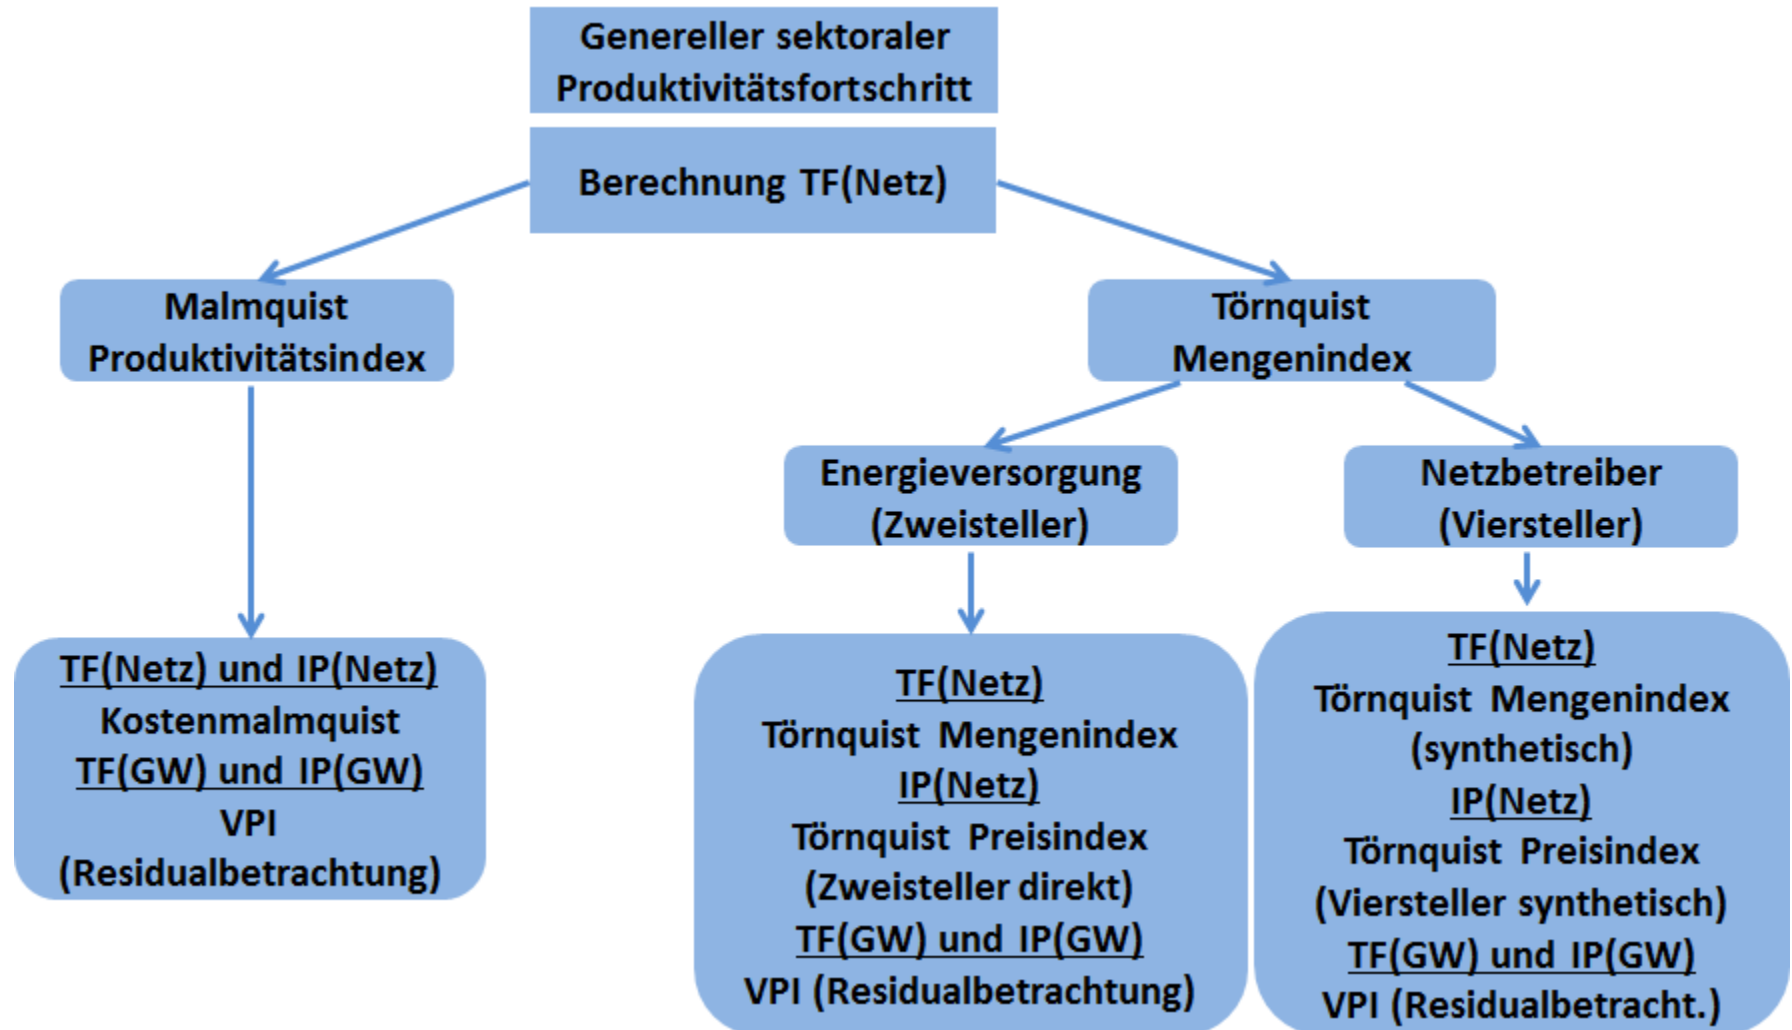 Genereller sektoraler
Produktivitätsfortschritt
Berechnung TF(Netz)
Malmquist
Produktivitätsindex
Törnquist
Mengenindex
Energieversorgung
(Zweisteller)
Netzbetreiber
(Viersteller)
TF(Netz) und IP(Netz)
Kostenmalmquist
TF(GW) und IP(GW)
VPI
(Residualbetrachtung)
TF(Netz)
Törnquist Mengenindex
IP(Netz)
Törnquist Preisindex
(Zweisteller direkt)
TF(GW) und IP(GW)
VPI (Residualbetrachtung)
TF(Netz)
Törnquist Mengenindex
(synthetisch)
IP(Netz)
Törnquist Preisindex
(Viersteller synthetisch)
TF(GW) und IP(GW)
VPI (Residualbetracht.)